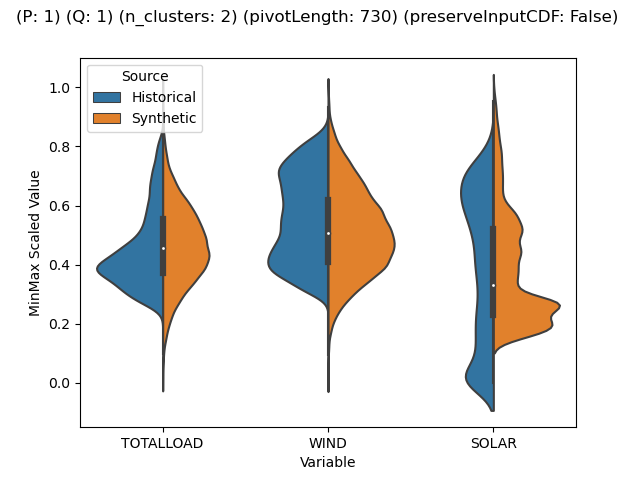 (P: 1) (Q: 1) (n_clusters: 2) (pivotLength: 730) (preserveInputCDF: False)
Source
Historical
Synthetic
1.0
0.8
0.6
0.4
0.2
0.0
MinMax Scaled Value
TOTALLOAD
WIND
SOLAR
Variable